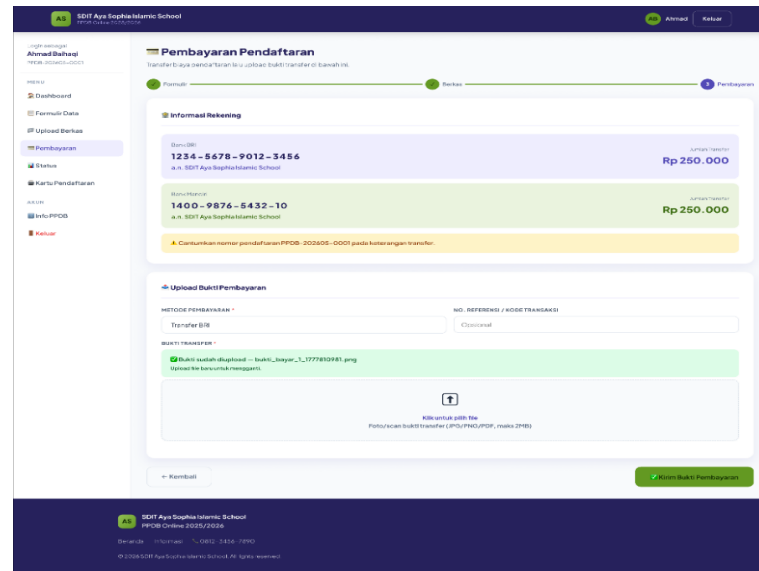 AS SDIT Aya Sophia Islamic School
PPDB Online 2025/2026
AB Ahmad Keluar
Login sebagai
Ahmad Baihaqi
PPDB-202605-0001
MENU
Dashboard
Formulir Data
Upload Berkas
Pembayaran
Status
Kartu Pendaftaran
AKUN
Info PPDB
Keluar
Pembayaran Pendaftaran
Transfer biaya pendaftaran lalu upload bukti transfer di bawah ini.
Formulir
Berkas
3 Pembayaran
Informasi Rekening
Bank BRI
1234-5678-9012-3456
a.n. SDIT Aya Sophia Islamic School
Jumlah Transfer
Rp 250.000
Bank Mandiri
1400-9876-5432-10
a.n. SDIT Aya Sophia Islamic School
Jumlah Transfer
Rp 250.000
Cantumkan nomor pendaftaran PPDB-202605-0001 pada keterangan transfer.
Upload Bukti Pembayaran
METODE PEMBAYARAN *
NO. REFERENSI / KODE TRANSAKSI
Transfer BRI
Opsional
BUKTI TRANSFER *
Bukti sudah diupload — bukti_bayar_1_1777810981.png
Upload file baru untuk mengganti.
Klik untuk pilih file
Foto/scan bukti transfer (JPG/PNG/PDF, maks 2MB)
← Kembali
Kirim Bukti Pembayaran
AS SDIT Aya Sophia Islamic School
PPDB Online 2025/2026
Beranda Informasi 0812-3456-7890
© 2026 SDIT Aya Sophia Islamic School. All rights reserved.